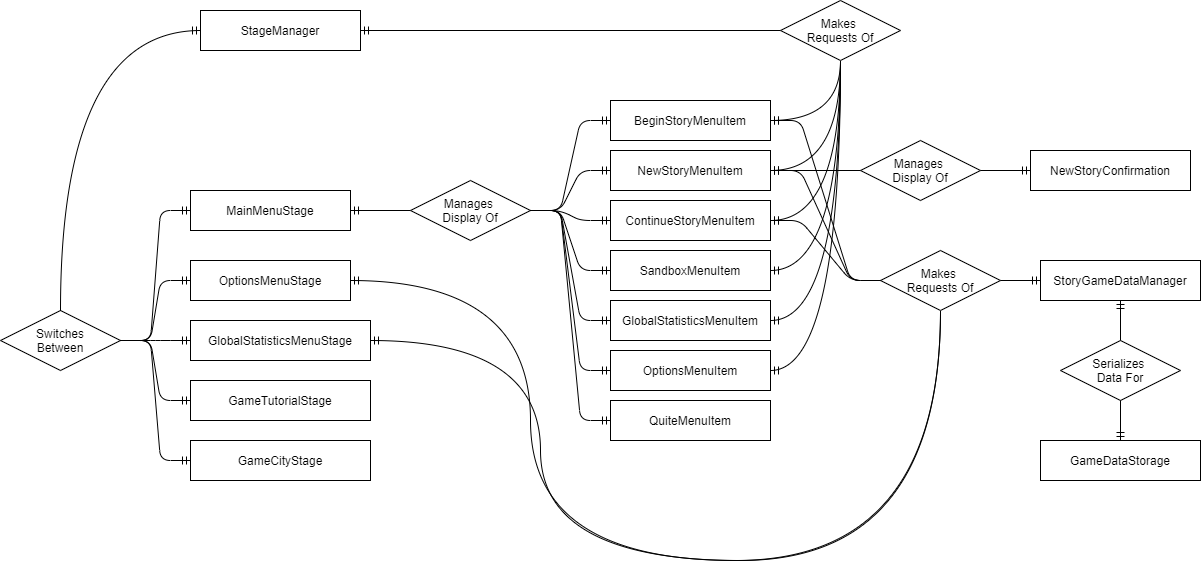 StageManager
Makes
Requests Of
BeginStoryMenuItem
NewStoryMenuItem
Manages
Display Of
NewStoryConfirmation
MainMenuStage
Manages
Display Of
ContinueStoryMenuItem
OptionsMenuStage
SandboxMenuItem
Makes
Requests Of
StoryGameDataManager
Switches
Between
GlobalStatisticsMenuStage
GlobalStatisticsMenuItem
OptionsMenuItem
Serializes
Data For
GameTutorialStage
QuiteMenuItem
GameCityStage
GameDataStorage